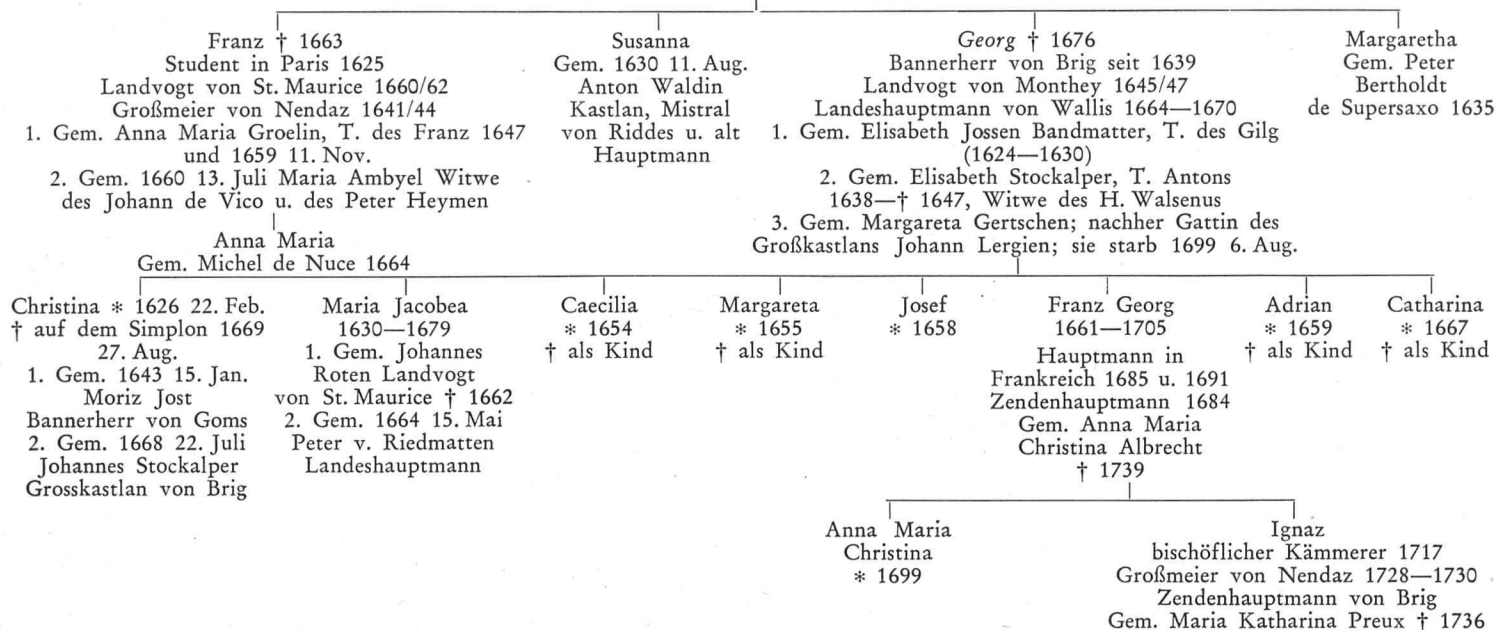 Franz † 1663
Student in Paris 1625
Landvogt von St. Maurice 1660/62
Großmeier von Nendaz 1641/44
1. Gem. Anna Maria Groelin, T. des Franz 1647
und 1659 11. Nov.
2. Gem. 1660 13. Juli Maria Ambyel Witwe
des Johann de Vico u. des Peter Heymen
Susanna
Gem. 1630 11. Aug.
Anton Waldin
Kastlan, Mistral
von Riddes u. alt
Hauptmann
Georg † 1676
Bannerherr von Brig seit 1639
Landvogt von Monthey 1645/47
Landeshauptmann von Wallis 1664—1670
1. Gem. Elisabeth Jossen Bandmatter, T. des Gilg
(1624—1630)
2. Gem. Elisabeth Stockalper, T. Antons
1638—† 1647, Witwe des H. Walsenus
3. Gem. Margareta Gertschen; nachher Gattin des
Großkastlans Johann Lergien; sie starb 1699 6. Aug.
Margaretha
Gem. Peter
Bertholdt
de Supersaxo 1635
Anna Maria
Gem. Michel de Nuce 1664
Christina * 1626 22. Feb.
† auf dem Simplon 1669
27. Aug.
1. Gem. 1643 15. Jan.
Moriz Jost
Bannerherr von Goms
2. Gem. 1668 22. Juli
Johannes Stockalper
Grosskastlan von Brig
Maria Jacobea
1630—1679
1. Gem. Johannes
Roten Landvogt
von St. Maurice † 1662
2. Gem. 1664 15. Mai
Peter v. Riedmatten
Landeshauptmann
Caecilia
* 1654
† als Kind
Margareta
* 1655
† als Kind
Josef
* 1658
Franz Georg
1661—1705
Hauptmann in
Frankreich 1685 u. 1691
Zendenhauptmann 1684
Gem. Anna Maria
Christina Albrecht
† 1739
Adrian
* 1659
† als Kind
Catharina
* 1667
† als Kind
Anna Maria
Christina
* 1699
Ignaz
bischöflicher Kämmerer 1717
Großmeier von Nendaz 1728—1730
Zendenhauptmann von Brig
Gem. Maria Katharina Preux † 1736